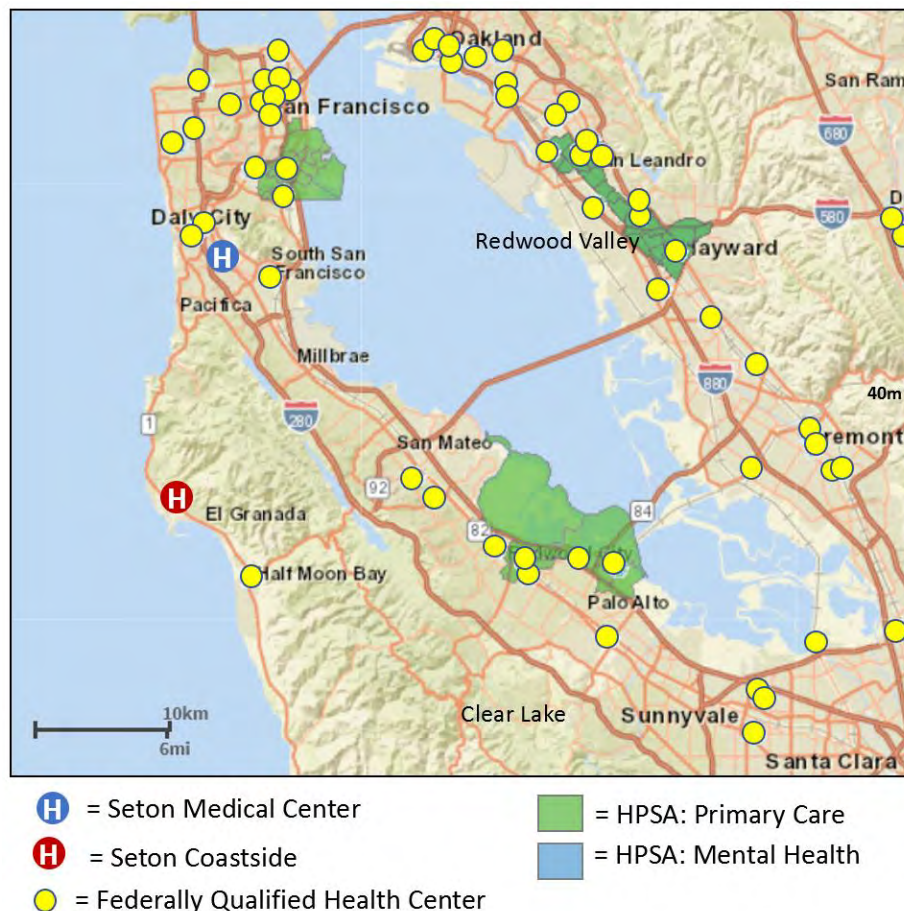 Oakland
San Ram
San Francisco
680
San Leandro
580
D
Daly City
Redwood Valley
Hayward
H
South San
Francisco
Pacifica
Millbrae
880
40m
1
280
San Mateo
Fremont
92
H
El Granada
84
82
Redwood City
Half Moon Bay
Palo Alto
10km
6mi
Clear Lake
Sunnyvale
Santa Clara
H = Seton Medical Center
= HPSA: Primary Care
H = Seton Coastside
= HPSA: Mental Health
= Federally Qualified Health Center